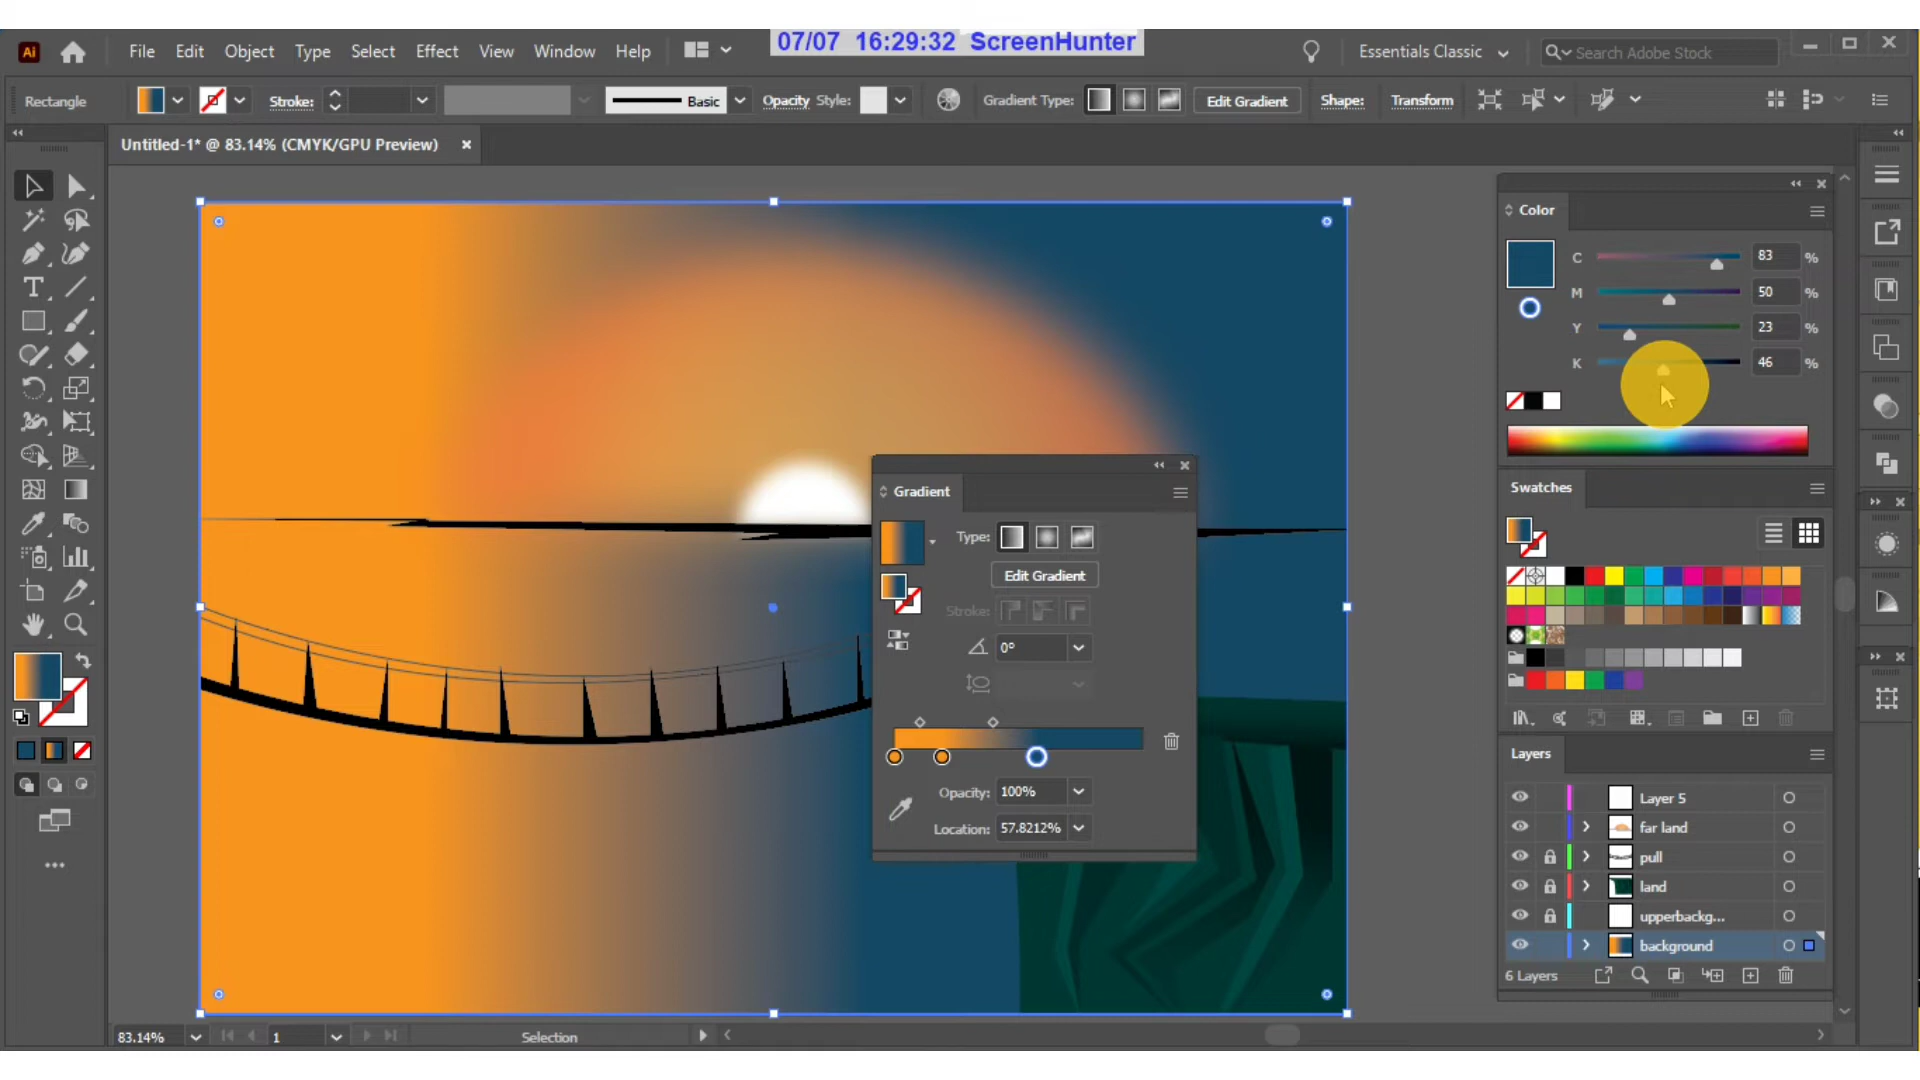 07/07 16:29:32 ScreenHunter
Ai File Edit Object Type Select Effect View Window Help
Essentials Classic
Search Adobe Stock
Rectangle Stroke: Basic Opacity Style: Gradient Type: Edit Gradient Shape: Transform
Untitled-1* @ 83.14% (CMYK/GPU Preview)
Color
C 83 %
M 50 %
Y 23 %
K 46 %
Swatches
Gradient
Type:
Edit Gradient
Stroke:
0°
Opacity: 100%
Location: 57.8212%
Layers
Layer 5
far land
pull
land
upperbackg...
background
6 Layers
83.14% 1 Selection